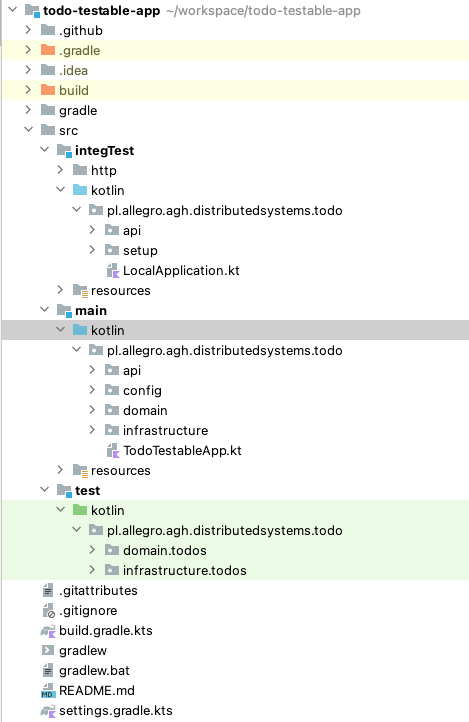 todo-testable-app ~/workspace/todo-testable-app
.github
.gradle
.idea
build
gradle
src
integTest
http
kotlin
pl.allegro.agh.distributedsystems.todo
api
setup
LocalApplication.kt
resources
main
kotlin
pl.allegro.agh.distributedsystems.todo
api
config
domain
infrastructure
TodoTestableApp.kt
resources
test
kotlin
pl.allegro.agh.distributedsystems.todo
domain.todos
infrastructure.todos
.gitattributes
.gitignore
build.gradle.kts
gradlew
gradlew.bat
README.md
settings.gradle.kts